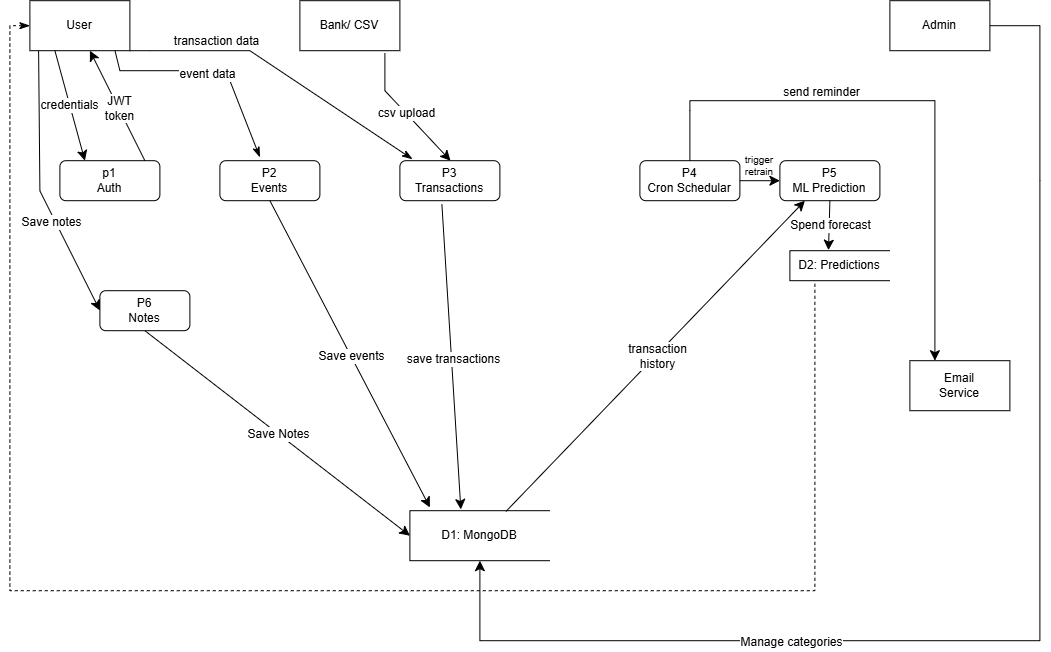 User
Bank/ CSV
Admin
transaction data
event data
send reminder
credentials
JWT
token
csv upload
p1
Auth
P2
Events
P3
Transactions
P4
Cron Schedular
trigger
retrain
P5
ML Prediction
Save notes
Spend forecast
D2: Predictions
P6
Notes
Save events
save transactions
transaction
history
Email
Service
Save Notes
D1: MongoDB
Manage categories